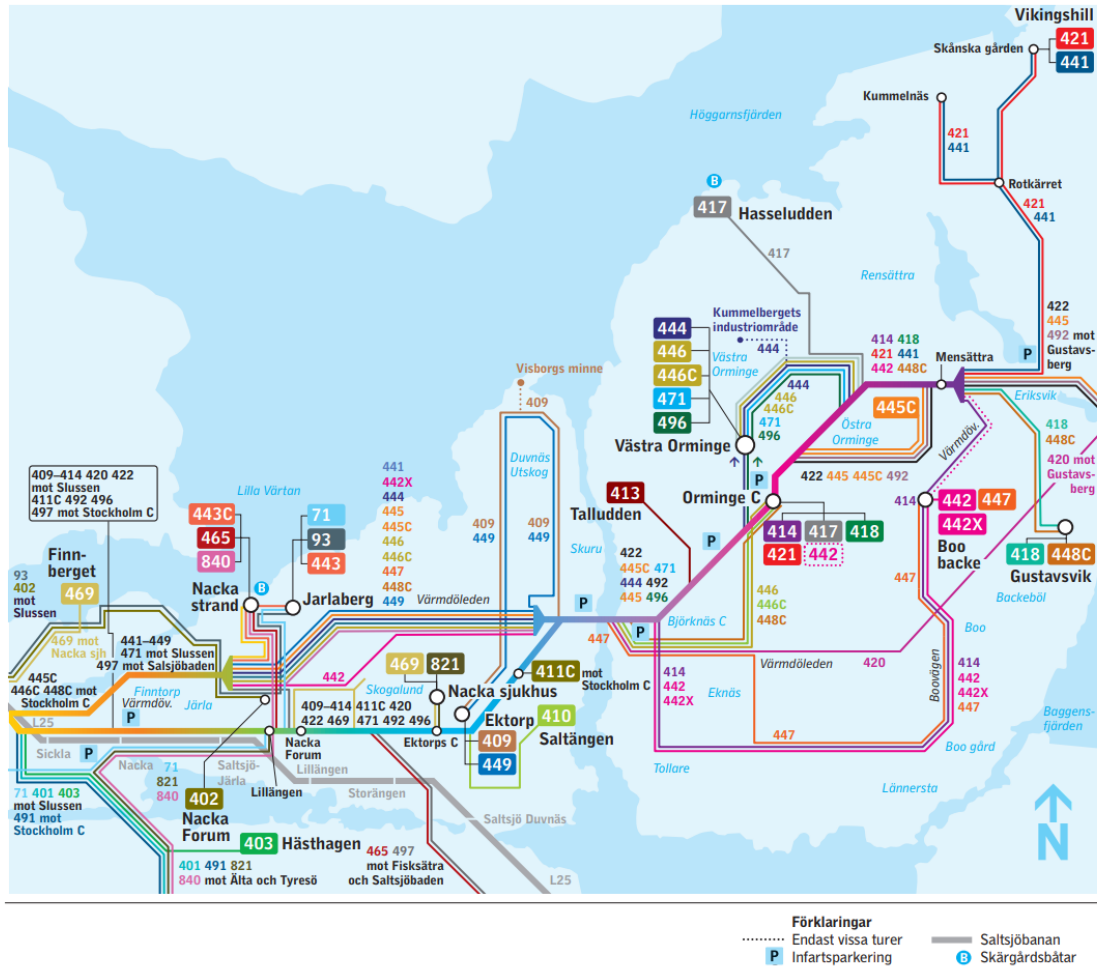 Vikingshill
421
441
Skånska gården
Kummelnäs
421
441
Höggarnsfjärden
Rotkärret
421
441
B
417
Hasseludden
417
Rensättra
Kummelbergets
industriområde
444
444
446
446C
471
496
Västra
Orminge
Västra Orminge
444
446
446C
471
496
414 418
421 441
442 448C
Mensättra
422
445
492 mot
Gustavs-
berg
P
Eriksvik
445C
Östra
Orminge
Värmdöv.
418
448C
420 mot
Gustavs-
berg
422 445 445C 492
P
Orminge C
414 417 418
421 442
414
442 447
442X
Boo
backe
418 448C
Gustavsvik
Backeböl
Visborgs minne
409
Duvnäs
Utskog
409
449
409
449
Skuru
413
Talludden
P
422
445C 471
444 492
445 496
446
446C
448C
Björknäs C
P
P
447
447
Värmdöleden
420
Boo
Boovägen
414
442
442X
447
414
442
442X
Eknäs
447
Boo gård
Baggens-
fjärden
Tollare
Lännersta
N
409–414 420 422
mot Slussen
411C 492 496
497 mot Stockholm C
Lilla Värtan
441
442X
444
445
445C
446
446C
447
448C
449
443C
465
840
71
93
443
Finn-
berget
469
93
402
mot
Slussen
Nacka
strand
B
Jarlaberg
Värmdöleden
469 mot
Nacka sjh
441–449
471 mot Slussen
497 mot Salsjöbaden
445C
446C 448C mot
Stockholm C
Finntorp
Värmdöv.
Järla
P
442
469 821
Skogalund
Nacka sjukhus
411C
mot
Stockholm C
409–414 411C 420
422 469
471 492 496
Ektorp
409
449
410
Saltängen
Nacka
Forum
Ektorps C
L25
Sickla
P
Nacka
Saltsjö-
Järla
Lillängen
Storängen
Lillängen
Saltsjö Duvnäs
71
821
840
402
Nacka
Forum
71 401 403
mot Slussen
491 mot
Stockholm C
403
Hästhagen
401 491 821
840 mot Älta och Tyresö
465 497
mot Fisksätra
och Saltsjöbaden
L25
Förklaringar
Endast vissa turer
P Infartsparkering
Saltsjöbanan
B Skärgårdsbåtar